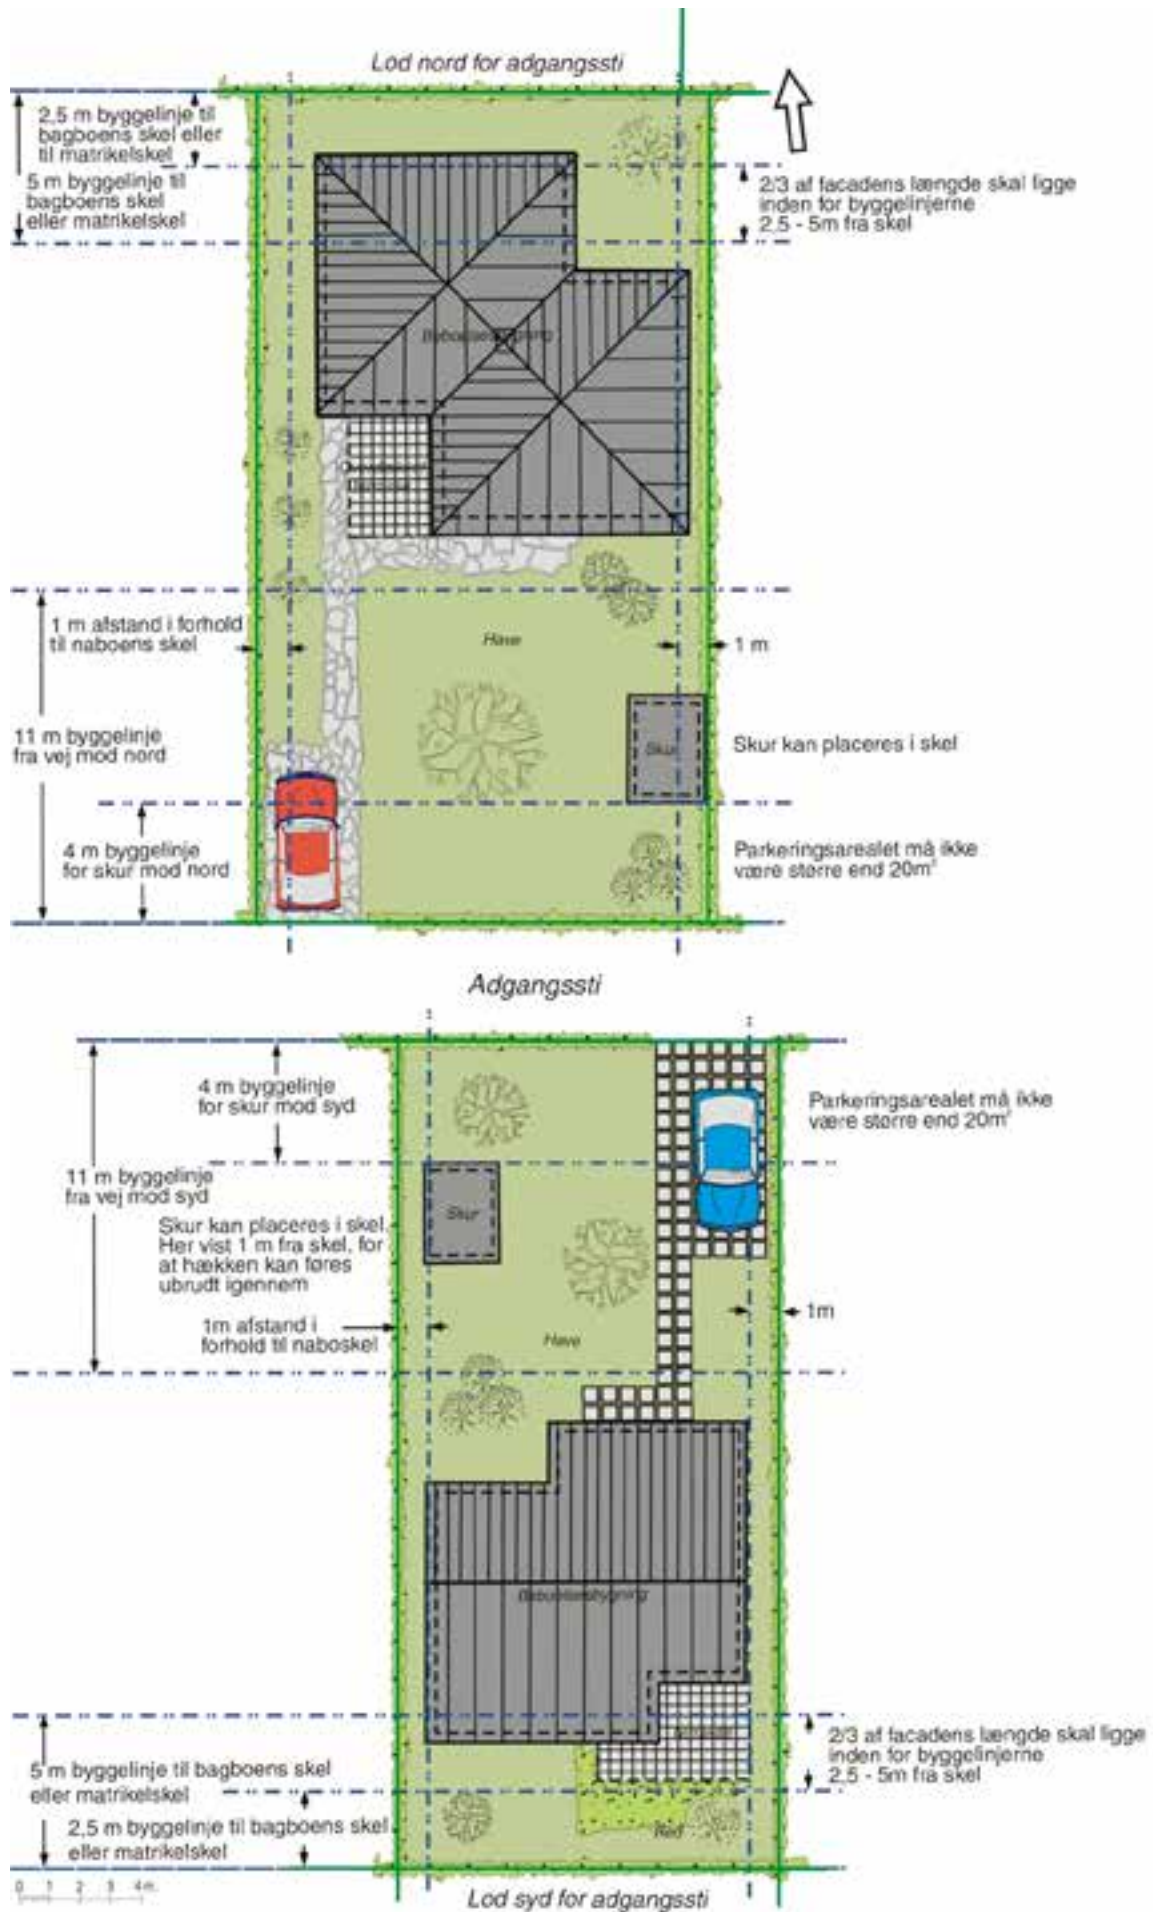 Lod nord for adgangssti
2,5 m byggelinje til
bagboens skel eller
til matrikelskel
5 m byggelinje til
bagboens skel
eller matrikelskel
2/3 af facadens længde skal ligge
inden for byggelinjerne
2,5 - 5m fra skel
1 m afstand i forhold
til naboens skel
Have
1 m
11 m byggelinje
fra vej mod nord
Skur
Skur kan placeres i skel
4 m byggelinje
for skur mod nord
Parkeringsarealet må ikke
være større end 20m²
Adgangssti
4 m byggelinje
for skur mod syd
Parkeringsarealet må ikke
være større end 20m²
11 m byggelinje
fra vej mod syd
Skur
Skur kan placeres i skel.
Her vist 1 m fra skel, for
at hækken kan føres
ubrudt igennem
1m afstand i
forhold til naboskel
Have
1m
Beboelsesbygning
2/3 af facadens længde skal ligge
inden for byggelinjerne
2,5 - 5m fra skel
5 m byggelinje til bagboens skel
eller matrikelskel
2,5 m byggelinje til bagboens skel
eller matrikelskel
Bed
0 1 2 3 4m
Lod syd for adgangssti